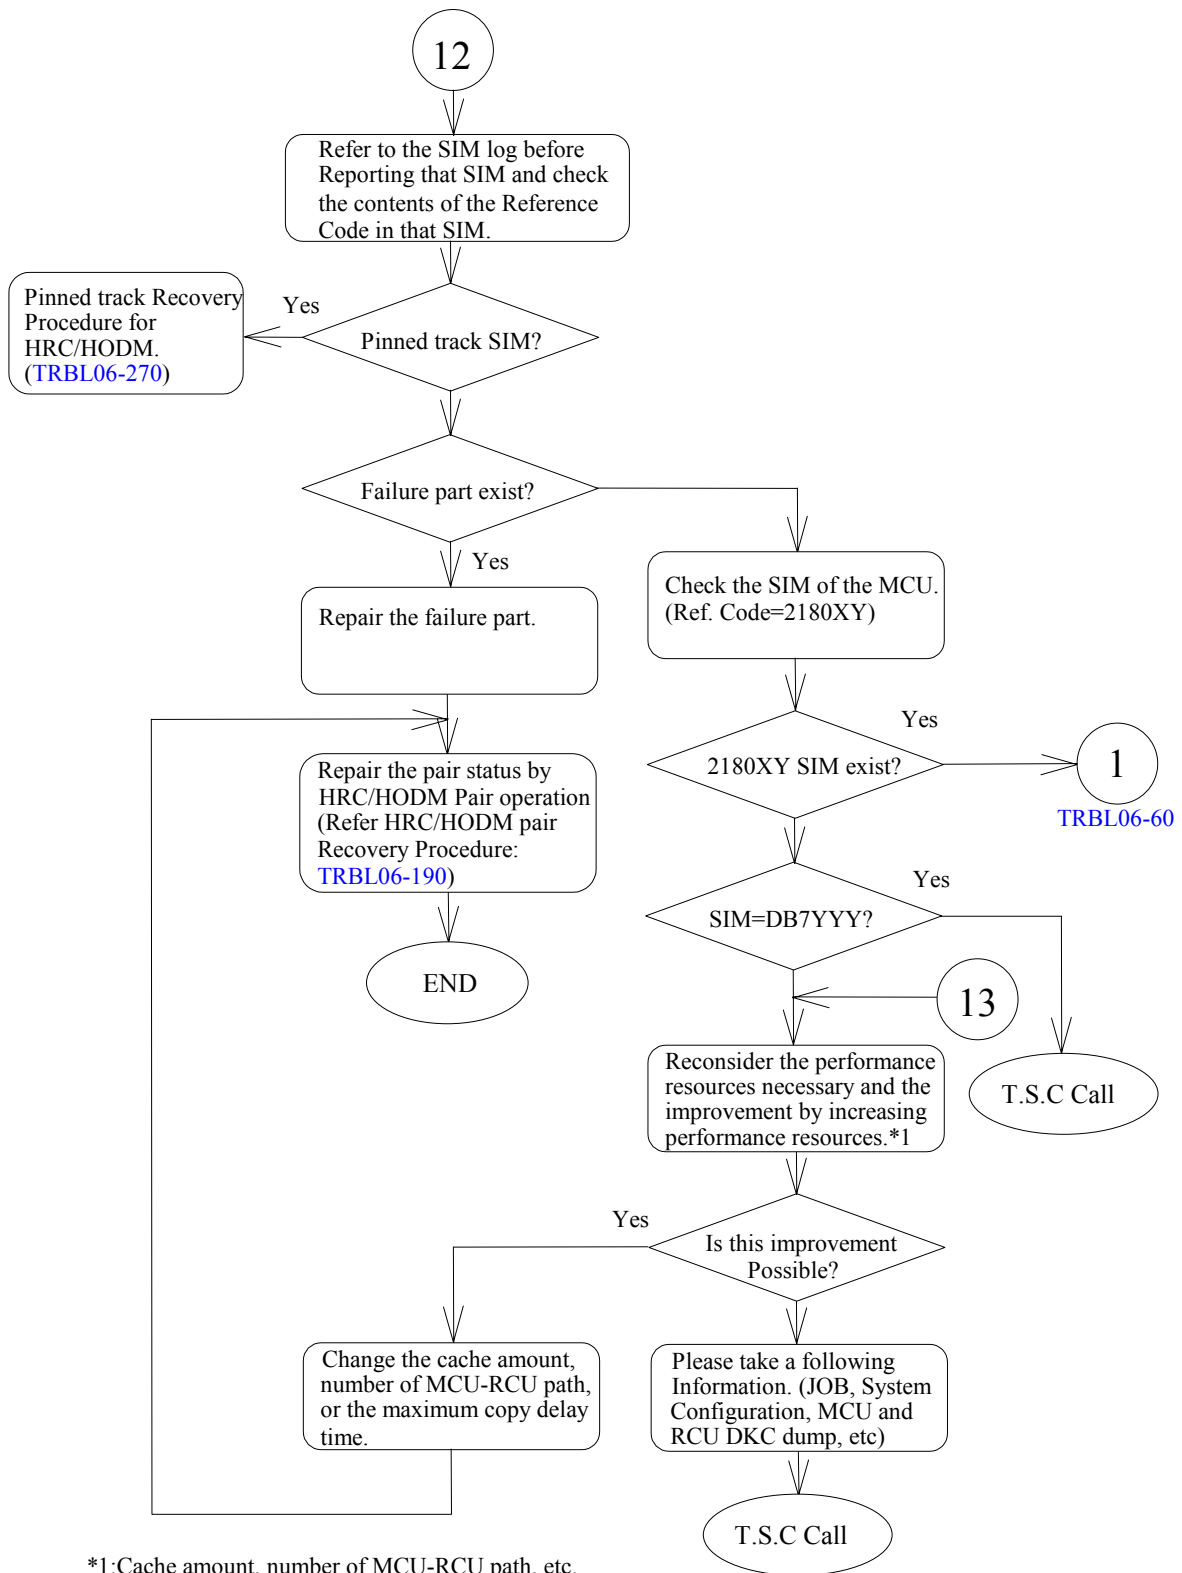 12
Refer to the SIM log before
Reporting that SIM and check
the contents of the Reference
Code in that SIM.
Pinned track Recovery
Procedure for
HRC/HODM.
(TRBL06-270)
Yes
Pinned track SIM?
Failure part exist?
Yes
Repair the failure part.
Check the SIM of the MCU.
(Ref. Code=2180XY)
Repair the pair status by
HRC/HODM Pair operation
(Refer HRC/HODM pair
Recovery Procedure:
TRBL06-190)
END
2180XY SIM exist?
Yes
1
TRBL06-60
SIM=DB7YYY?
Yes
13
T.S.C Call
Reconsider the performance
resources necessary and the
improvement by increasing
performance resources.*1
Yes
Is this improvement
Possible?
Change the cache amount,
number of MCU-RCU path,
or the maximum copy delay
time.
Please take a following
Information. (JOB, System
Configuration, MCU and
RCU DKC dump, etc)
T.S.C Call
*1:Cache amount, number of MCU-RCU path, etc.